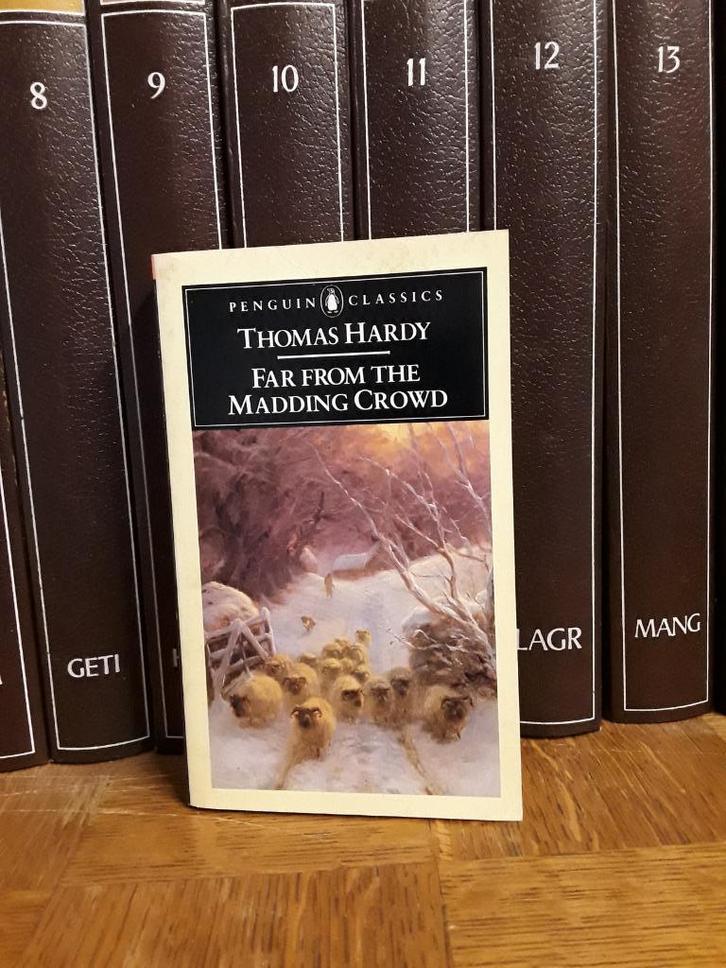 8
9
10
11
12
13
PENGUIN CLASSICS
THOMAS HARDY
FAR FROM THE
MADDING CROWD
GETI
LAGR
MANG